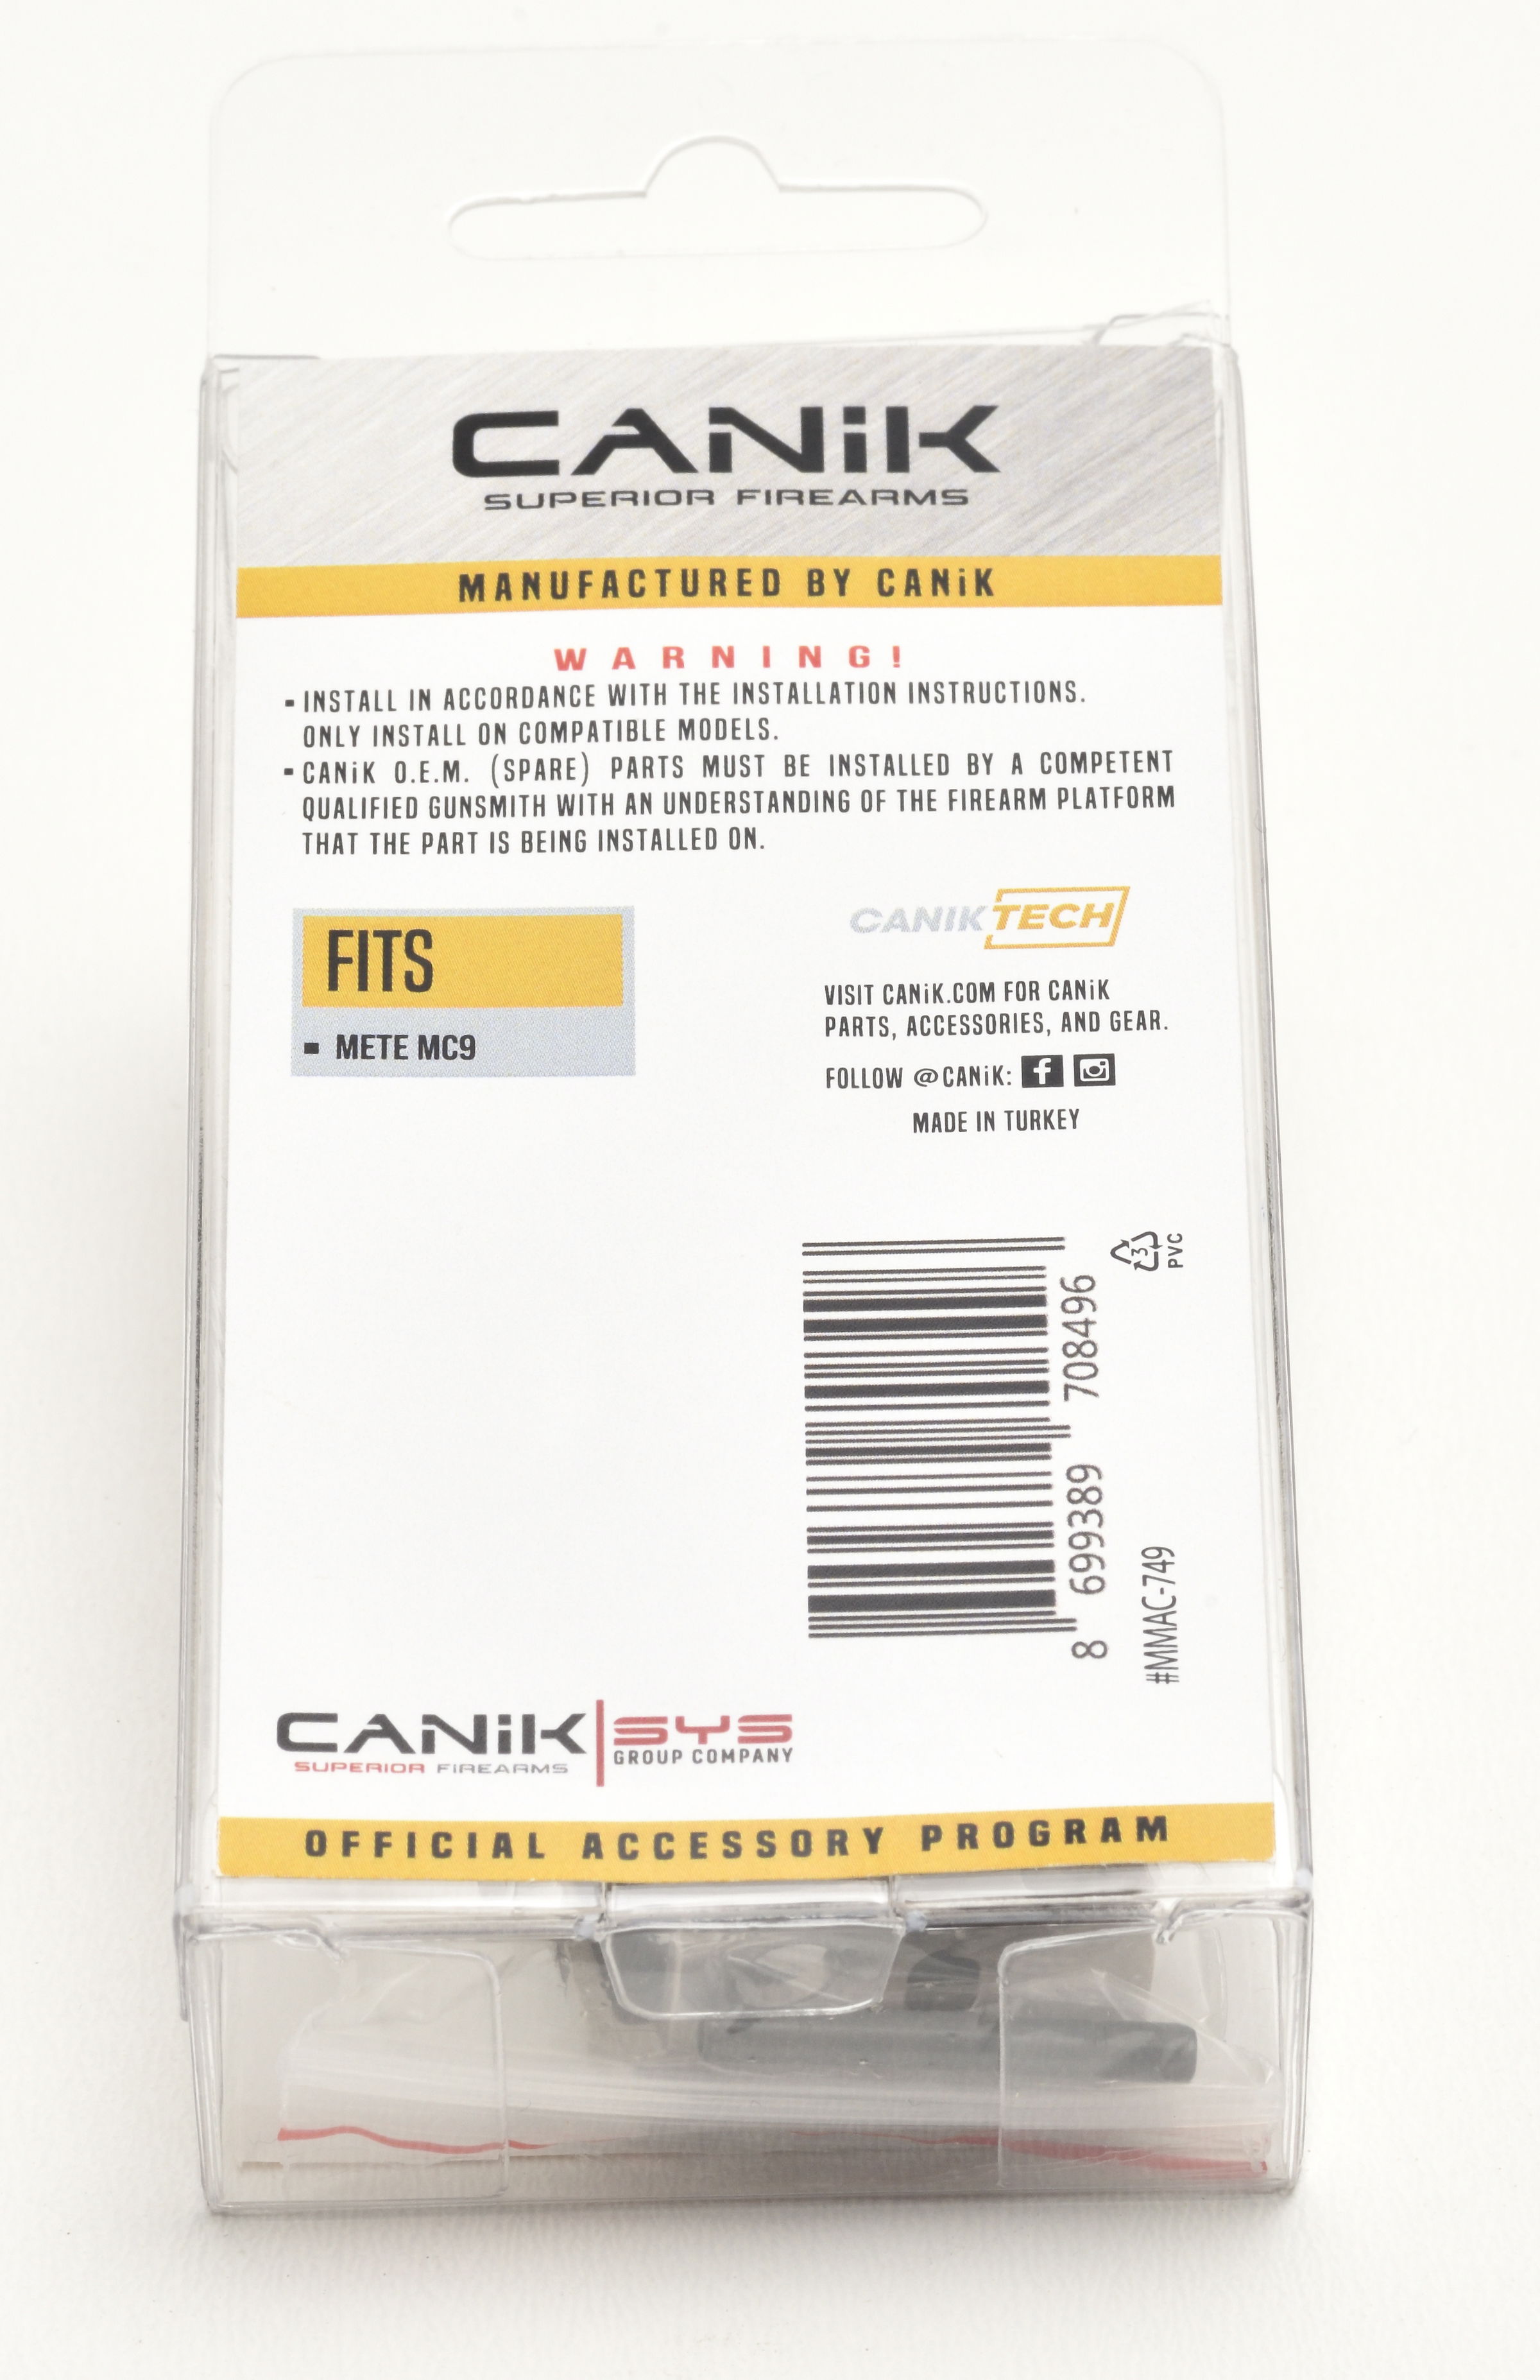 CANiK
SUPERIOR FIREARMS
MANUFACTURED BY CANiK
WARNING!
- INSTALL IN ACCORDANCE WITH THE INSTALLATION INSTRUCTIONS.
ONLY INSTALL ON COMPATIBLE MODELS.
- CANiK O.E.M. (SPARE) PARTS MUST BE INSTALLED BY A COMPETENT
QUALIFIED GUNSMITH WITH AN UNDERSTANDING OF THE FIREARM PLATFORM
THAT THE PART IS BEING INSTALLED ON.
FITS
- METE MC9
CANIK TECH
VISIT CANiK.COM FOR CANiK
PARTS, ACCESSORIES, AND GEAR.
FOLLOW @CANiK:
MADE IN TURKEY
8 699389 708496
3
PVC
#MMAC-749
CANiK SYS
SUPERIOR FIREARMS GROUP COMPANY
OFFICIAL ACCESSORY PROGRAM